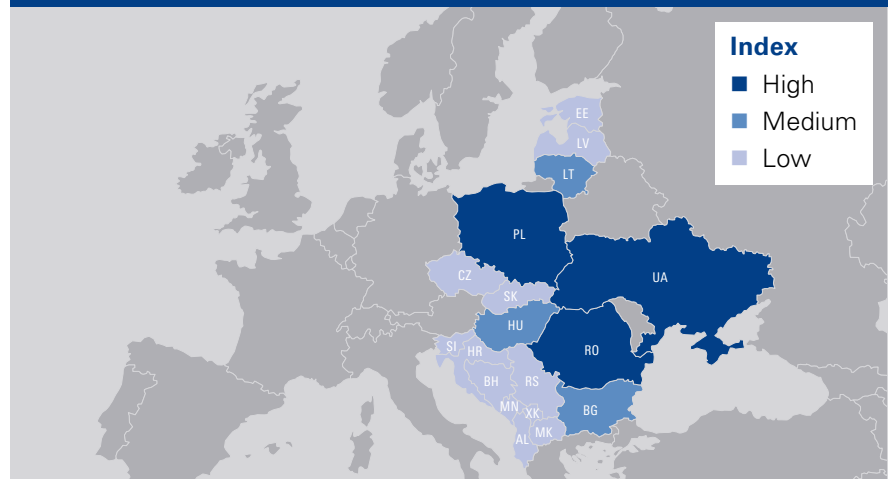 Index
High
Medium
Low
EE
LV
LT
PL
UA
CZ
SK
HU
RO
SI
HR
BH
RS
MN
XK
BG
AL
MK